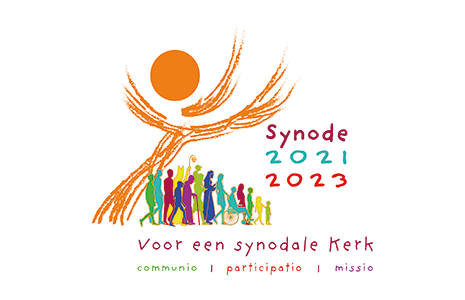 Synode
2021
2023
Voor een synodale Kerk
communio | participatio | missio